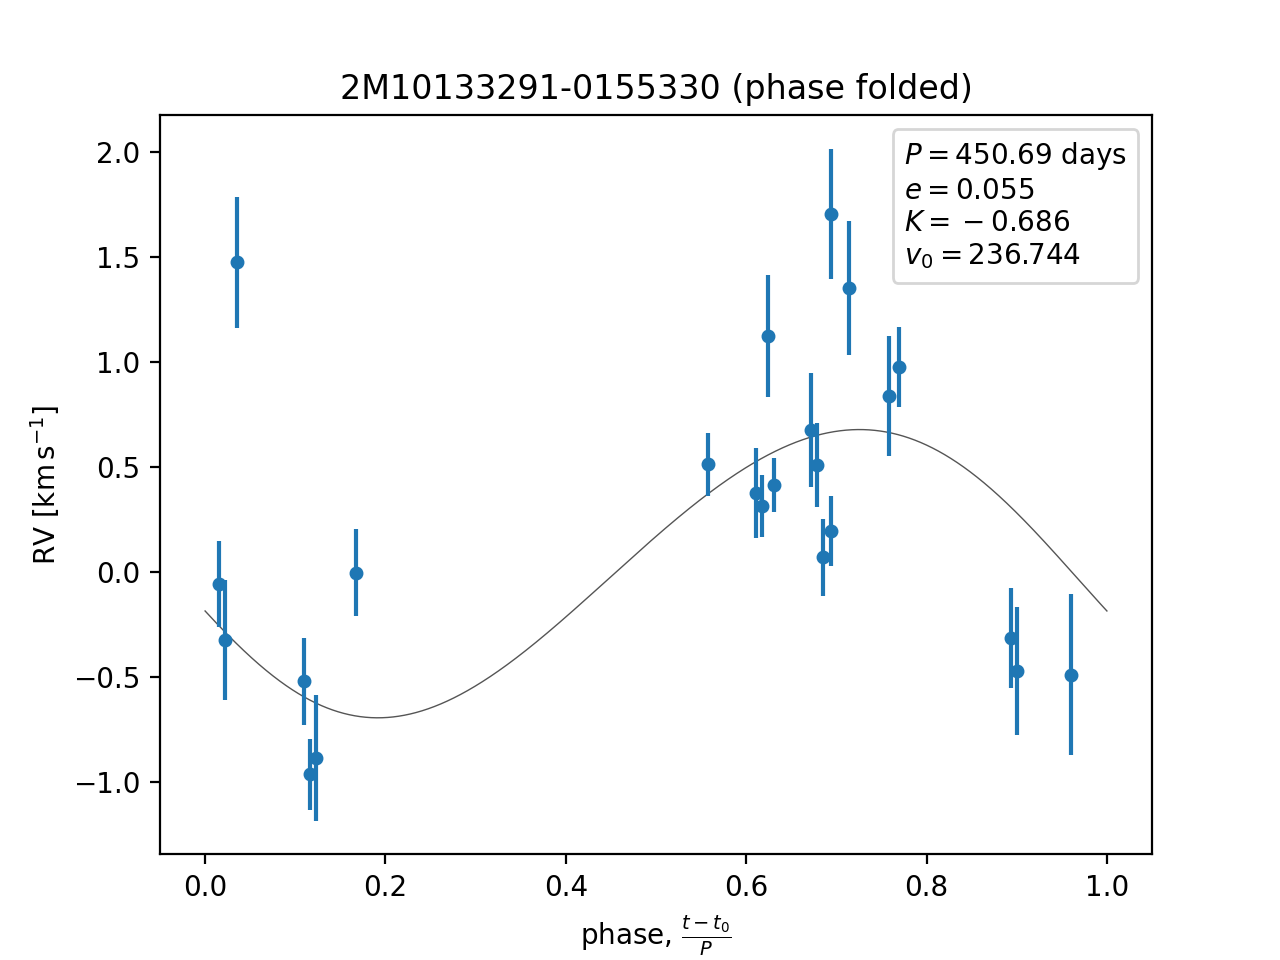 2M10133291-0155330 (phase folded)
P = 450.69 days
e = 0.055
K = −0.686
v₀ = 236.744
RV [km s⁻¹]
2.0
1.5
1.0
0.5
0.0
−0.5
−1.0
0.0 0.2 0.4 0.6 0.8 1.0
phase, (t − t₀)/P